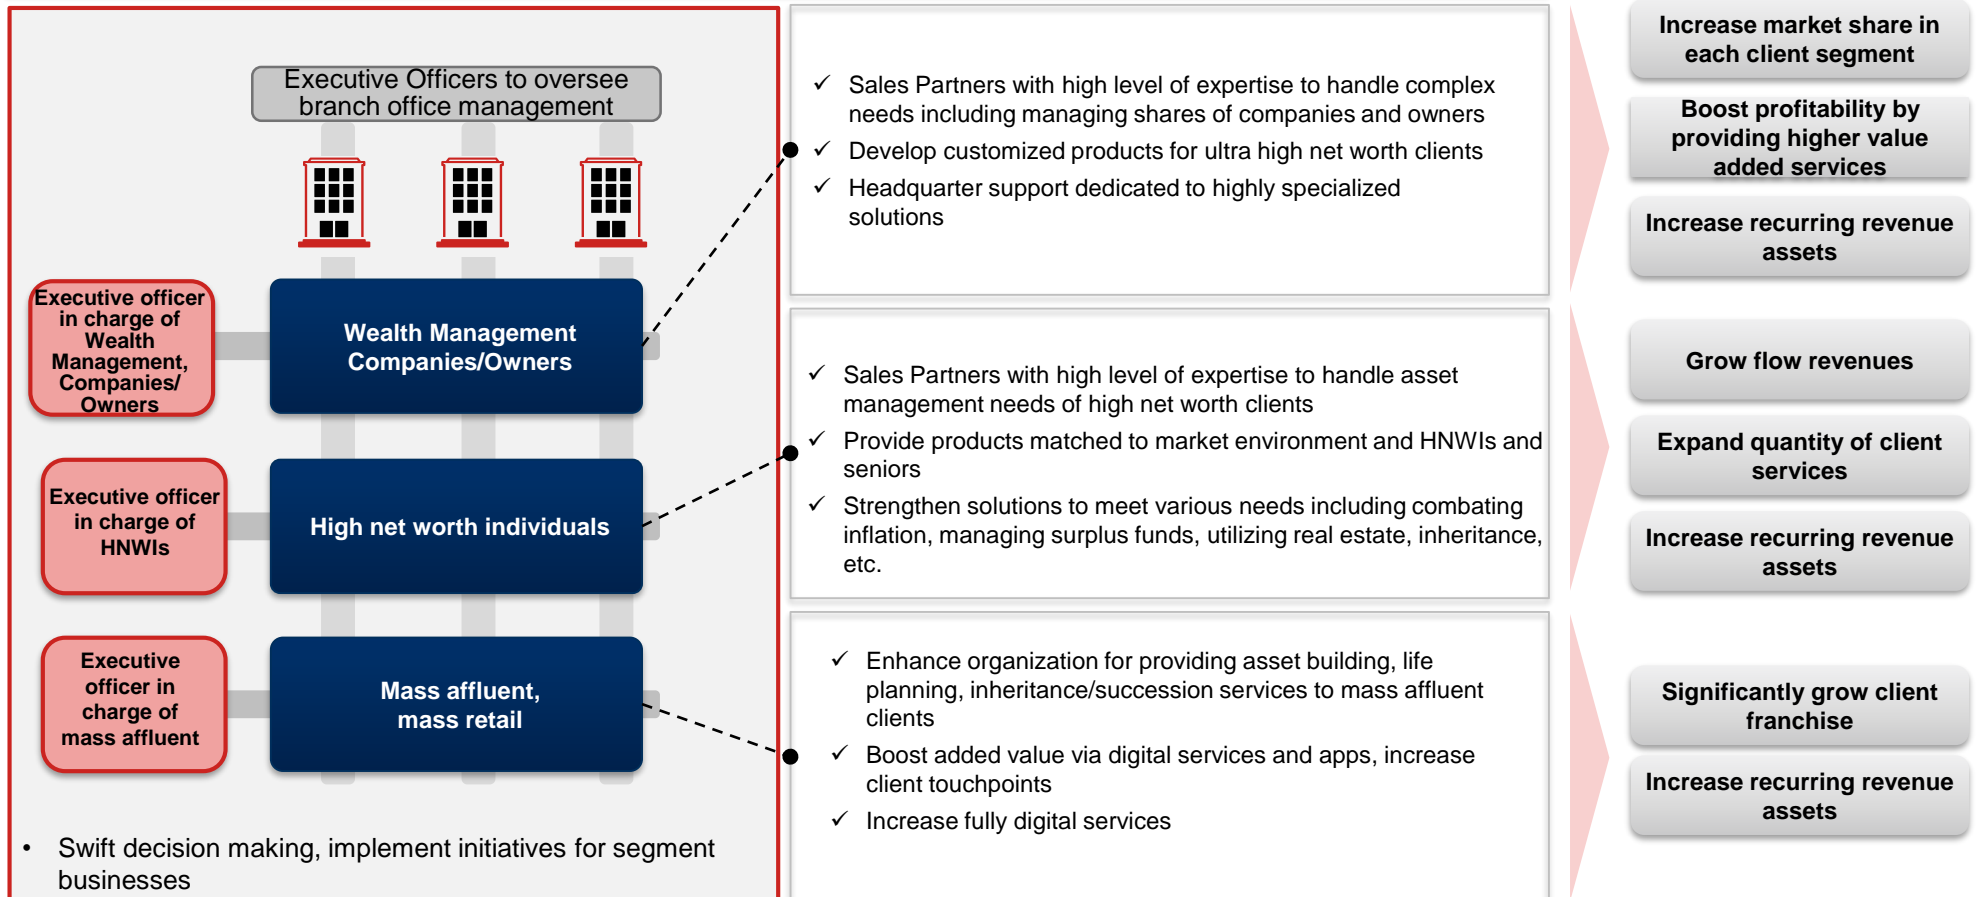 Executive Officers to oversee
branch office management
Executive officer
in charge of
Wealth
Management,
Companies/
Owners
Wealth Management
Companies/Owners
Executive officer
in charge of
HNWIs
High net worth individuals
Executive
officer in
charge of
mass affluent
Mass affluent,
mass retail
• Swift decision making, implement initiatives for segment
businesses
✓ Sales Partners with high level of expertise to handle complex
needs including managing shares of companies and owners
✓ Develop customized products for ultra high net worth clients
✓ Headquarter support dedicated to highly specialized
solutions
✓ Sales Partners with high level of expertise to handle asset
management needs of high net worth clients
✓ Provide products matched to market environment and HNWIs and
seniors
✓ Strengthen solutions to meet various needs including combating
inflation, managing surplus funds, utilizing real estate, inheritance,
etc.
✓ Enhance organization for providing asset building, life
planning, inheritance/succession services to mass affluent
clients
✓ Boost added value via digital services and apps, increase
client touchpoints
✓ Increase fully digital services
Increase market share in
each client segment
Boost profitability by
providing higher value
added services
Increase recurring revenue
assets
Grow flow revenues
Expand quantity of client
services
Increase recurring revenue
assets
Significantly grow client
franchise
Increase recurring revenue
assets